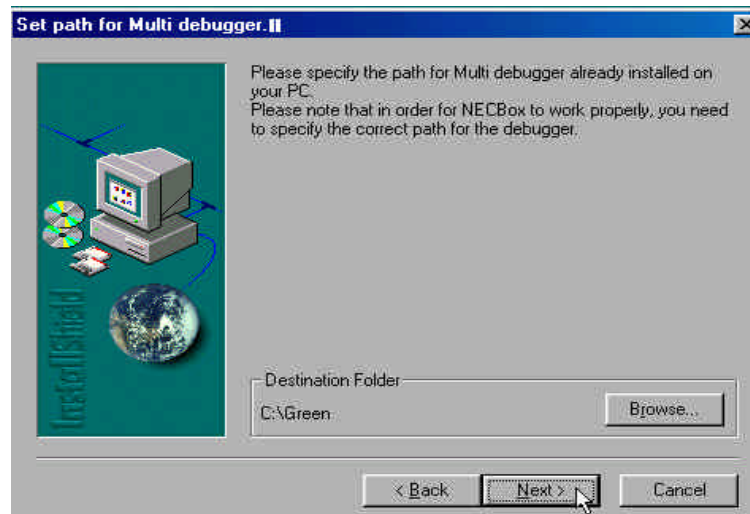 Set path for Multi debugger.
Please specify the path for Multi debugger already installed on
your PC.
Please note that in order for NECBox to work properly, you need
to specify the correct path for the debugger.
InstallShield
Destination Folder
C:\Green
Browse...
< Back
Next >
Cancel